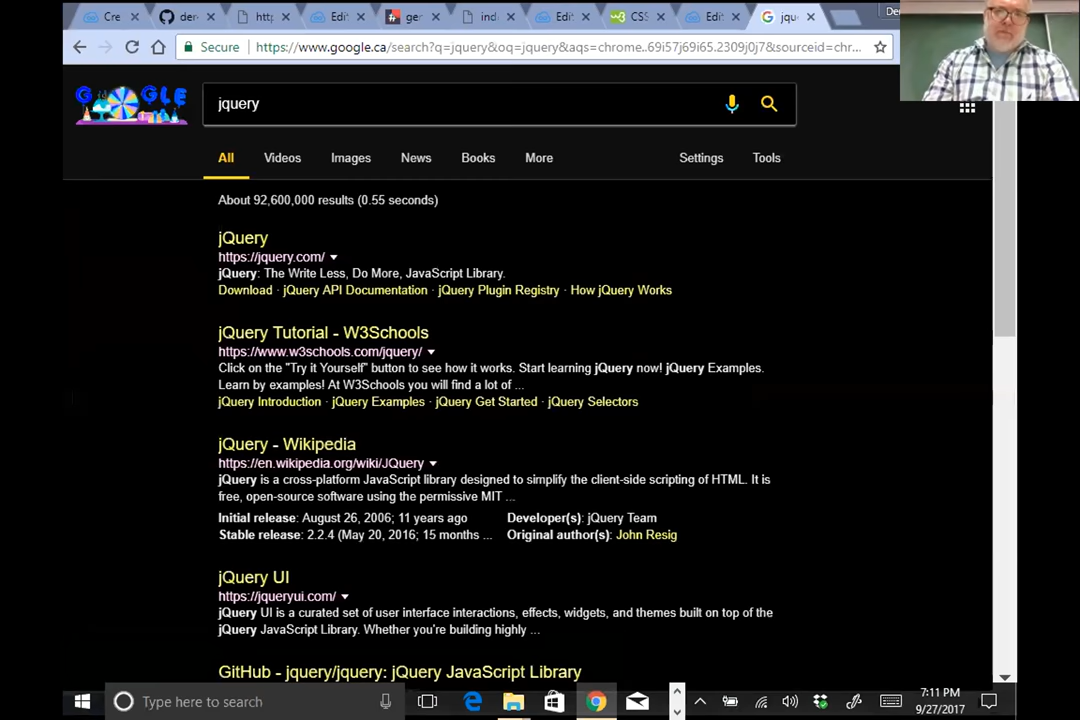 Cre
der
http
Edit
ger
inde
Edit
CSS
Edit
jqu
Secure
https://www.google.ca/search?q=jquery&oq=jquery&aqs=chrome..69i57j69i65.2309j0j7&sourceid=chr...
GOOGLE
jquery
All Videos Images News Books More Settings Tools
About 92,600,000 results (0.55 seconds)
jQuery
https://jquery.com/
jQuery: The Write Less, Do More, JavaScript Library.
Download · jQuery API Documentation · jQuery Plugin Registry · How jQuery Works
jQuery Tutorial - W3Schools
https://www.w3schools.com/jquery/
Click on the "Try it Yourself" button to see how it works. Start learning jQuery now! jQuery Examples.
Learn by examples! At W3Schools you will find a lot of ...
jQuery Introduction · jQuery Examples · jQuery Get Started · jQuery Selectors
jQuery - Wikipedia
https://en.wikipedia.org/wiki/JQuery
jQuery is a cross-platform JavaScript library designed to simplify the client-side scripting of HTML. It is
free, open-source software using the permissive MIT ...
Initial release: August 26, 2006; 11 years ago Developer(s): jQuery Team
Stable release: 2.2.4 (May 20, 2016; 15 months ... Original author(s): John Resig
jQuery UI
https://jqueryui.com/
jQuery UI is a curated set of user interface interactions, effects, widgets, and themes built on top of the
jQuery JavaScript Library. Whether you're building highly ...
GitHub - jquery/jquery: jQuery JavaScript Library
Type here to search
7:11 PM
9/27/2017